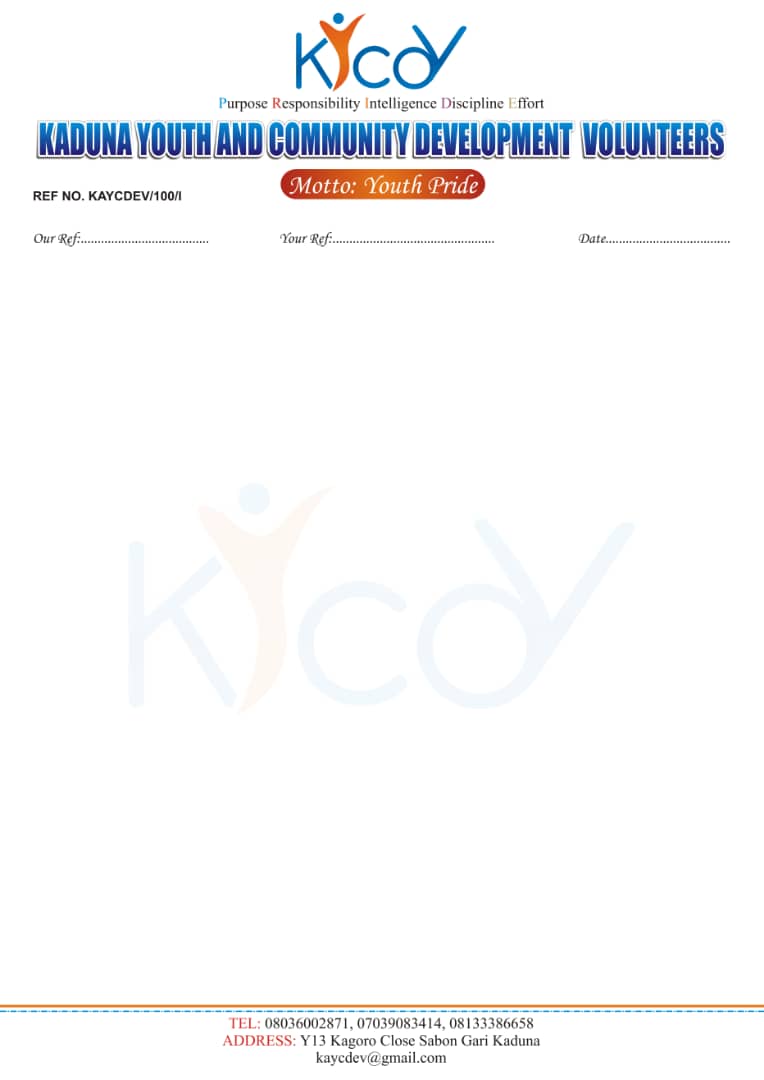 KYCDV
Purpose Responsibility Intelligence Discipline Effort
KADUNA YOUTH AND COMMUNITY DEVELOPMENT VOLUNTEERS
Motto: Youth Pride
REF NO. KAYCDEV/100/I
Our Ref:...................................... Your Ref:................................................ Date.....................................
KYCDV
TEL: 08036002871, 07039083414, 08133386658
ADDRESS: Y13 Kagoro Close Sabon Gari Kaduna
kaycdev@gmail.com